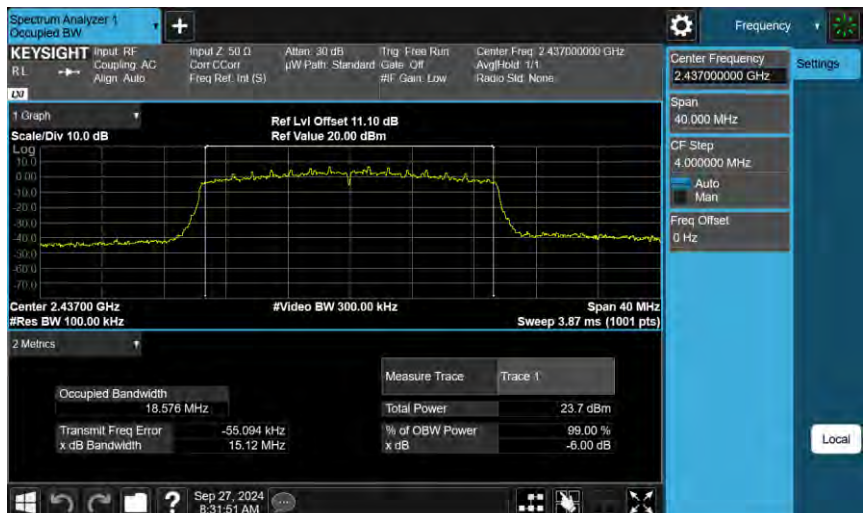 Spectrum Analyzer 1
Occupied BW
+
Frequency
KEYSIGHT
RL
LXI
Input: RF
Coupling: AC
Align: Auto
Input Z: 50 Ω
Corr CCorr
Freq Ref: Int (S)
Atten: 30 dB
µW Path: Standard
Trig: Free Run
Gate: Off
#IF Gain: Low
Center Freq: 2.437000000 GHz
Avg|Hold: 1/1
Radio Std: None
Center Frequency
2.437000000 GHz
Settings
Span
40.000 MHz
CF Step
4.000000 MHz
Auto
Man
Freq Offset
0 Hz
1 Graph
Scale/Div 10.0 dB
Ref Lvl Offset 11.10 dB
Ref Value 20.00 dBm
Log
10.0
0.00
-10.0
-20.0
-30.0
-40.0
-50.0
-60.0
-70.0
Center 2.43700 GHz
#Video BW 300.00 kHz
Span 40 MHz
#Res BW 100.00 kHz
Sweep 3.87 ms (1001 pts)
2 Metrics
Measure Trace Trace 1
Occupied Bandwidth
18.576 MHz
Total Power 23.7 dBm
Transmit Freq Error -55.094 kHz
% of OBW Power 99.00 %
x dB Bandwidth 15.12 MHz
x dB -6.00 dB
Local
?
Sep 27, 2024
8:31:51 AM